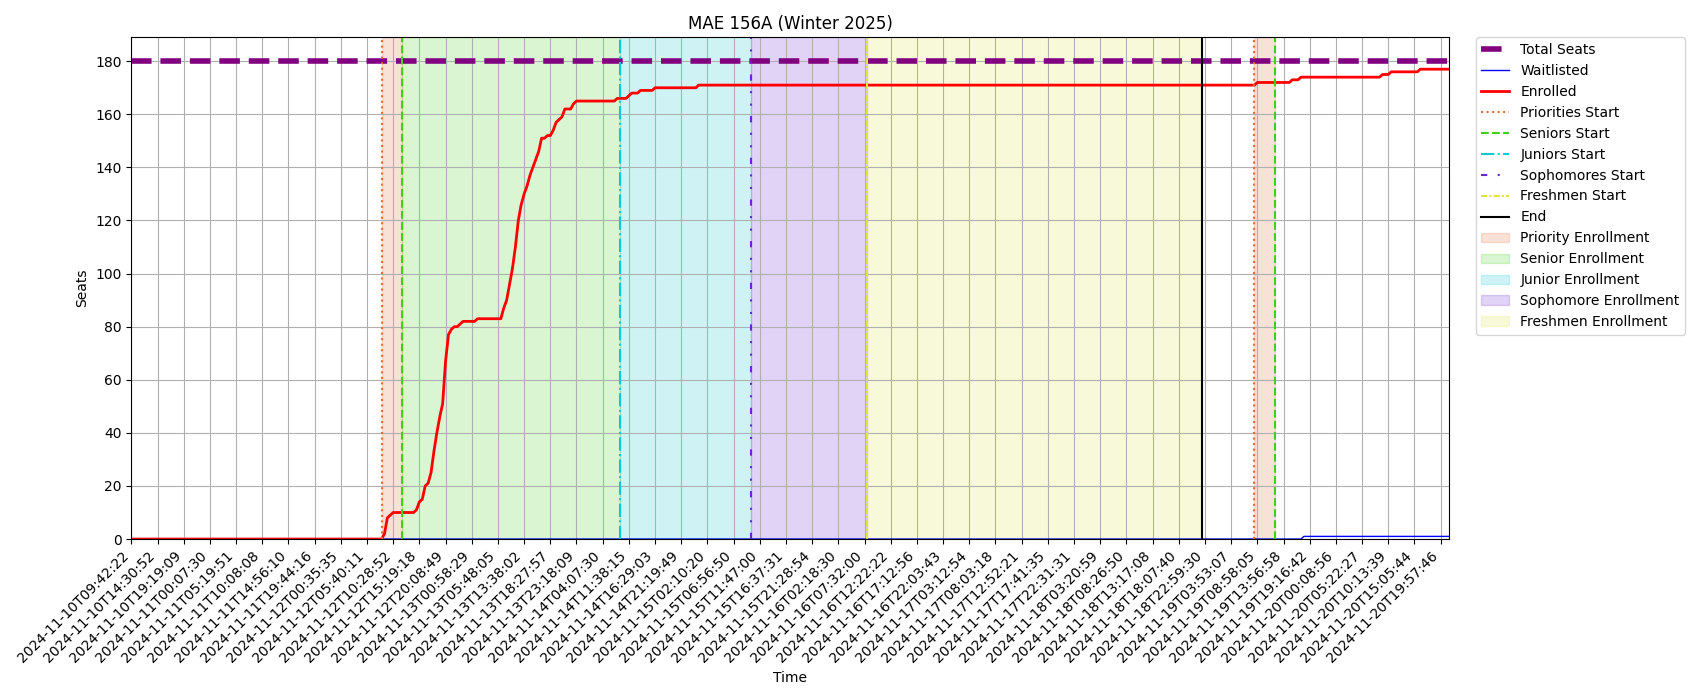 MAE 156A (Winter 2025)
Total Seats
Waitlisted
Enrolled
Priorities Start
Seniors Start
Juniors Start
Sophomores Start
Freshmen Start
End
Priority Enrollment
Senior Enrollment
Junior Enrollment
Sophomore Enrollment
Freshmen Enrollment
Seats
180
160
140
120
100
80
60
40
20
0
2024-11-10T09:42:22
2024-11-10T14:30:52
2024-11-10T19:19:09
2024-11-11T00:07:30
2024-11-11T05:19:51
2024-11-11T10:08:08
2024-11-11T14:56:10
2024-11-11T19:44:16
2024-11-12T00:35:35
2024-11-12T05:40:11
2024-11-12T10:28:52
2024-11-12T15:19:18
2024-11-12T20:08:49
2024-11-13T00:58:29
2024-11-13T05:48:05
2024-11-13T13:38:02
2024-11-13T18:27:57
2024-11-13T23:18:09
2024-11-14T04:07:30
2024-11-14T11:38:15
2024-11-14T16:29:03
2024-11-14T21:19:49
2024-11-15T02:10:20
2024-11-15T06:56:50
2024-11-15T11:47:00
2024-11-15T16:37:31
2024-11-15T21:28:54
2024-11-16T02:18:30
2024-11-16T07:32:00
2024-11-16T12:22:22
2024-11-16T17:12:56
2024-11-16T22:03:43
2024-11-17T03:12:54
2024-11-17T08:03:18
2024-11-17T12:52:21
2024-11-17T17:41:35
2024-11-17T22:31:31
2024-11-18T03:20:59
2024-11-18T08:26:50
2024-11-18T13:17:08
2024-11-18T18:07:40
2024-11-18T22:59:30
2024-11-19T03:53:07
2024-11-19T08:58:05
2024-11-19T13:56:58
2024-11-19T19:16:42
2024-11-20T00:08:56
2024-11-20T05:22:27
2024-11-20T10:13:39
2024-11-20T15:05:44
2024-11-20T19:57:46
Time